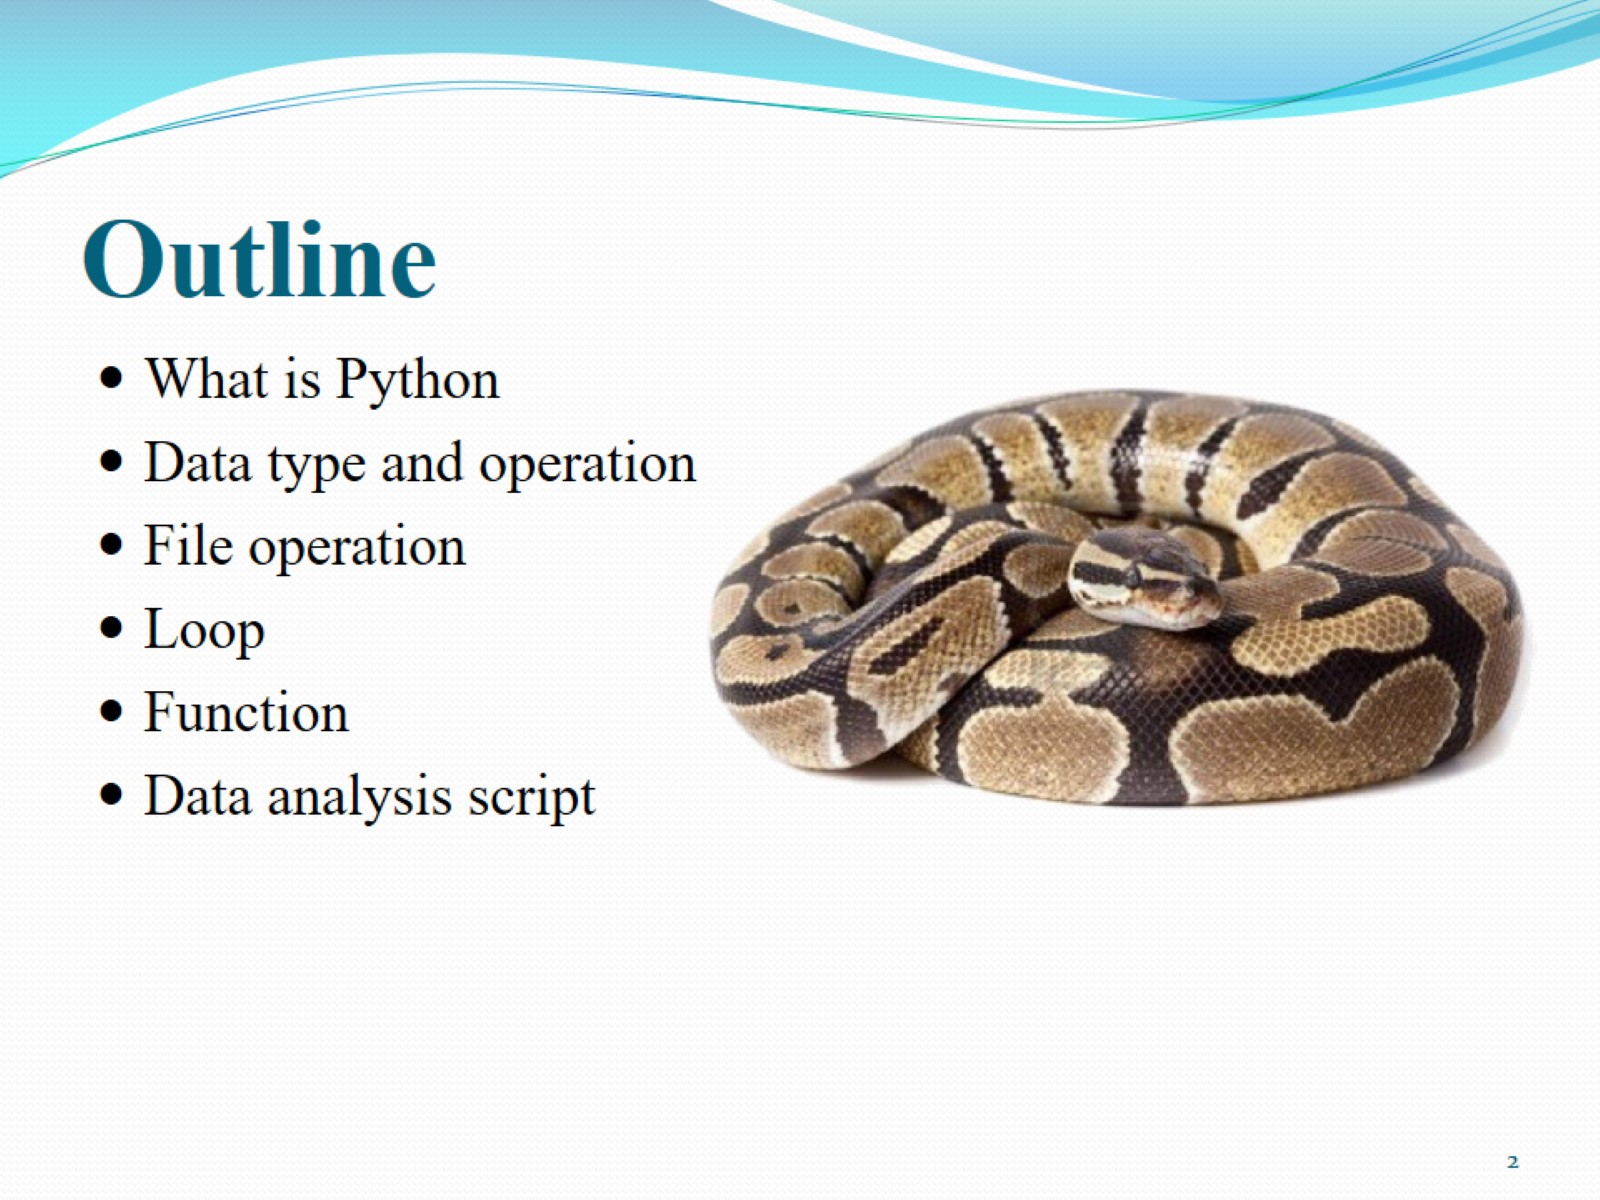 Outline
• What is Python
• Data type and operation
• File operation
• Loop
• Function
• Data analysis script
2